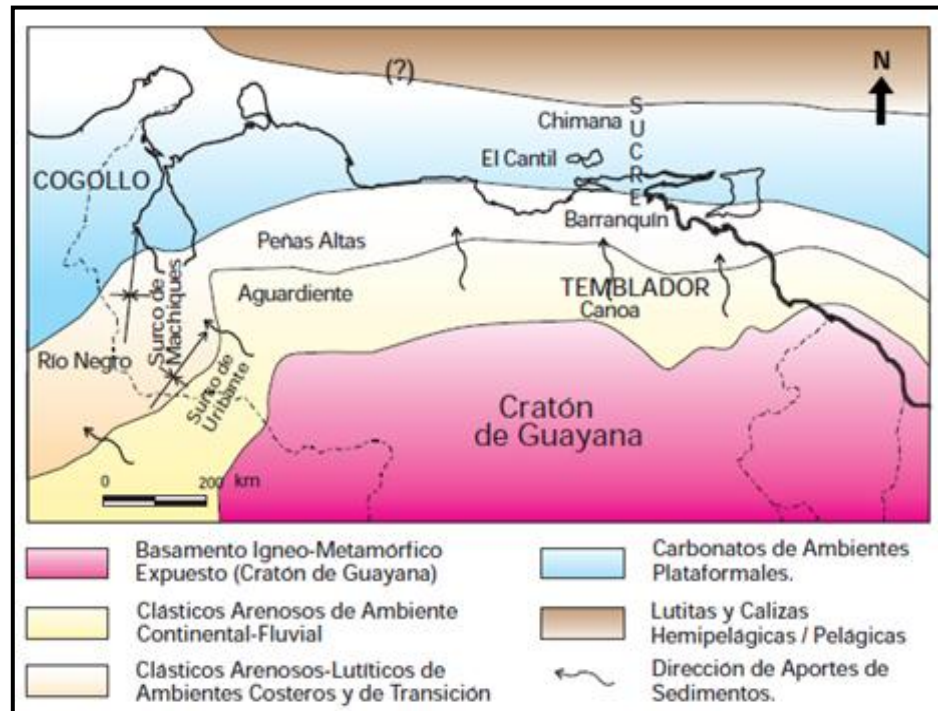 N
(?)
SUCRE
Chimana
El Cantil
COGOLLO
Barranquín
Peñas Altas
TEMBLADOR
Aguardiente
Canoa
Surco de
Machiques
Río Negro
Surco de
Uribante
Cratón
de Guayana
0 200 km
Basamento Igneo-Metamórfico
Expuesto (Cratón de Guayana)
Clásticos Arenosos de Ambiente
Continental-Fluvial
Clásticos Arenosos-Lutíticos de
Ambientes Costeros y de Transición
Carbonatos de Ambientes
Plataformales.
Lutitas y Calizas
Hemipelágicas / Pelágicas
Dirección de Aportes de
Sedimentos.